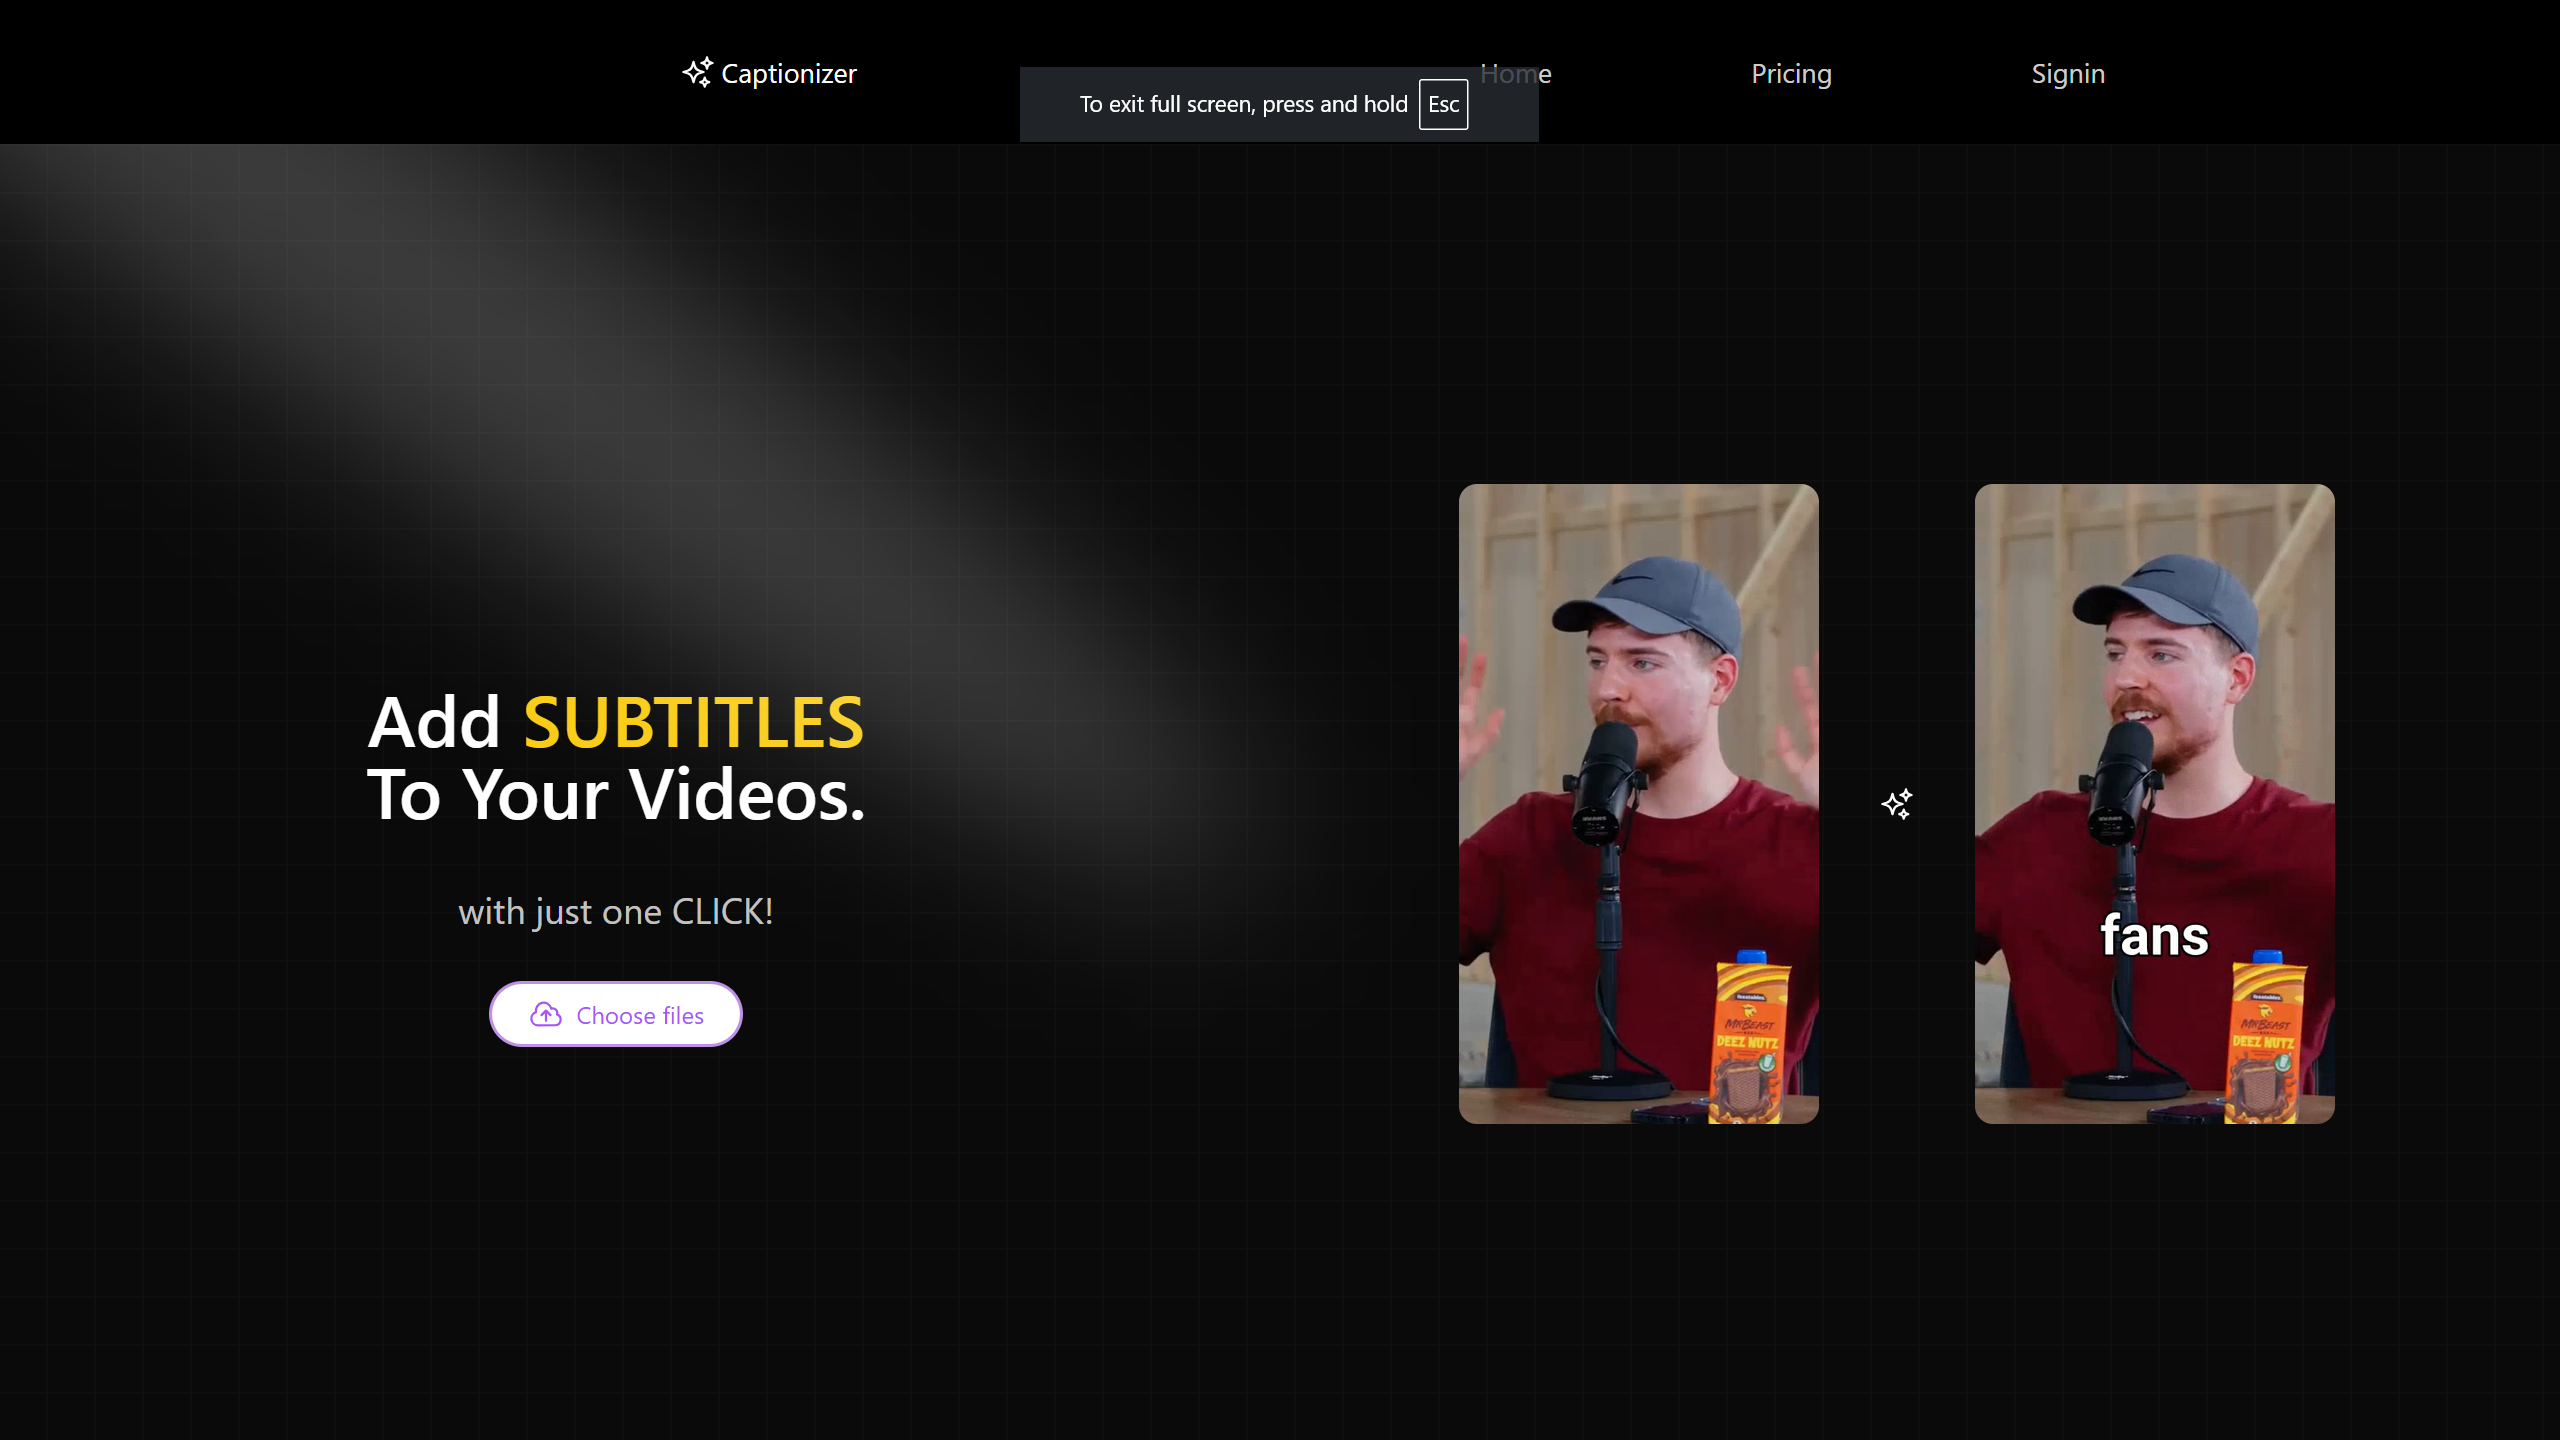 Captionizer
Home
Pricing
Signin
To exit full screen, press and hold Esc
Add SUBTITLES
To Your Videos.
with just one CLICK!
Choose files
fans
MRBEAST
DEEZ NUTZ
MRBEAST
DEEZ NUTZ